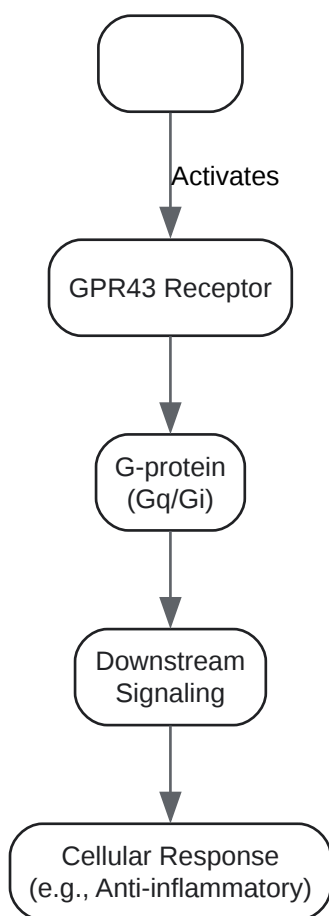 Activates
GPR43 Receptor
G-protein
(Gq/Gi)
Downstream
Signaling
Cellular Response
(e.g., Anti-inflammatory)